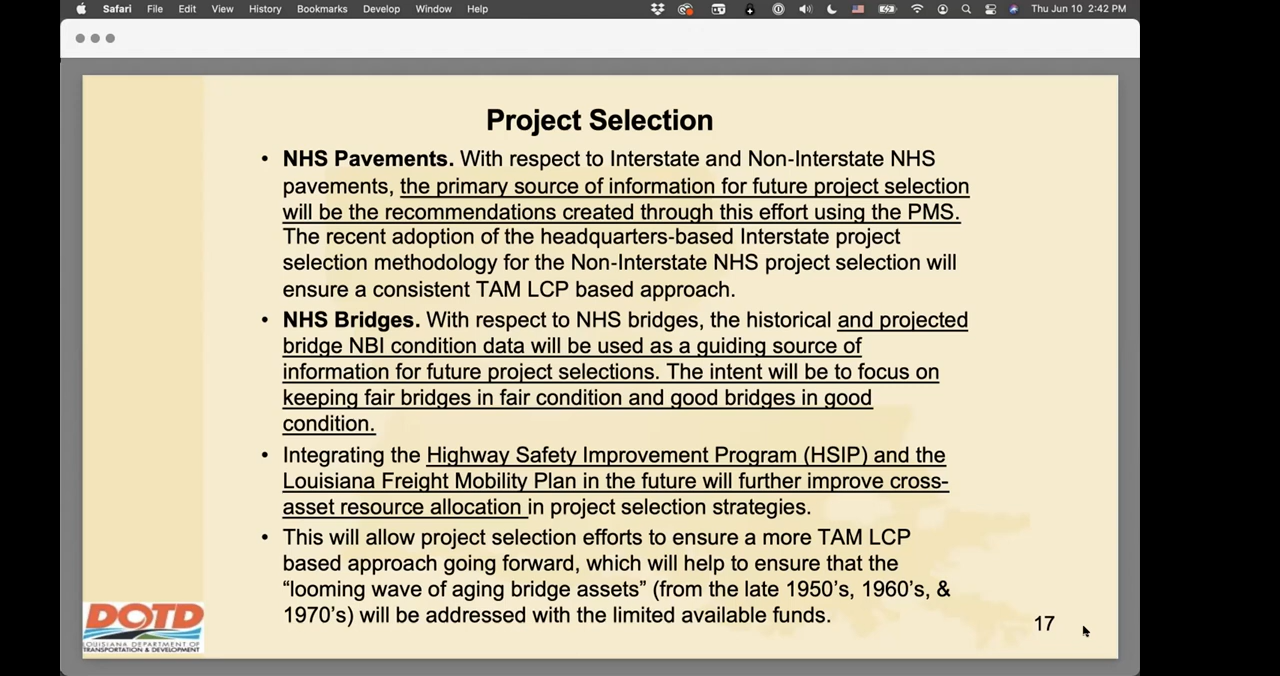 Safari File Edit View History Bookmarks Develop Window Help Thu Jun 10 2:42 PM
Project Selection
• NHS Pavements. With respect to Interstate and Non-Interstate NHS
pavements, the primary source of information for future project selection
will be the recommendations created through this effort using the PMS.
The recent adoption of the headquarters-based Interstate project
selection methodology for the Non-Interstate NHS project selection will
ensure a consistent TAM LCP based approach.
• NHS Bridges. With respect to NHS bridges, the historical and projected
bridge NBI condition data will be used as a guiding source of
information for future project selections. The intent will be to focus on
keeping fair bridges in fair condition and good bridges in good
condition.
• Integrating the Highway Safety Improvement Program (HSIP) and the
Louisiana Freight Mobility Plan in the future will further improve cross-
asset resource allocation in project selection strategies.
• This will allow project selection efforts to ensure a more TAM LCP
based approach going forward, which will help to ensure that the
“looming wave of aging bridge assets” (from the late 1950’s, 1960’s, &
1970’s) will be addressed with the limited available funds.
DOTD
LOUISIANA DEPARTMENT OF
TRANSPORTATION & DEVELOPMENT
17